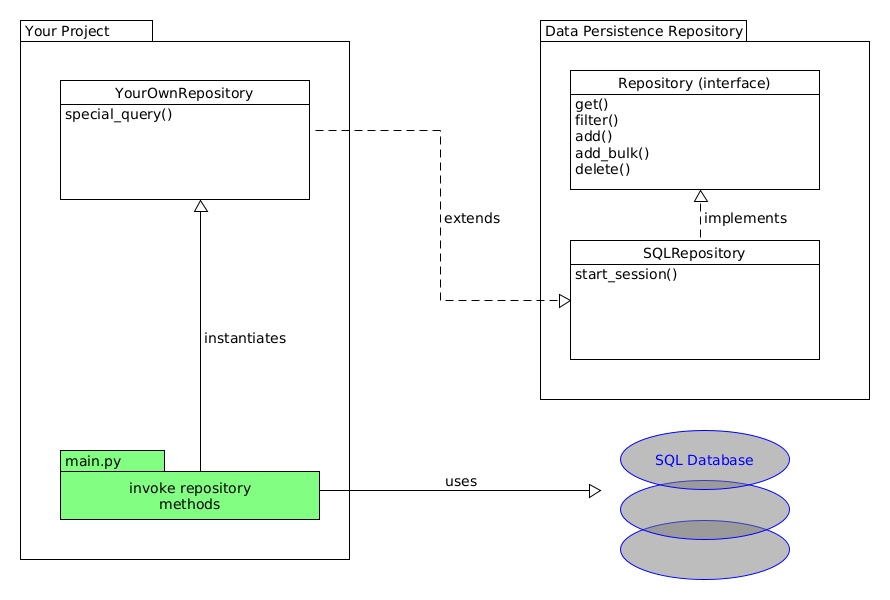 Your Project
YourOwnRepository
special_query()
instantiates
main.py
invoke repository
methods
extends
uses
Data Persistence Repository
Repository (interface)
get()
filter()
add()
add_bulk()
delete()
implements
SQLRepository
start_session()
SQL Database